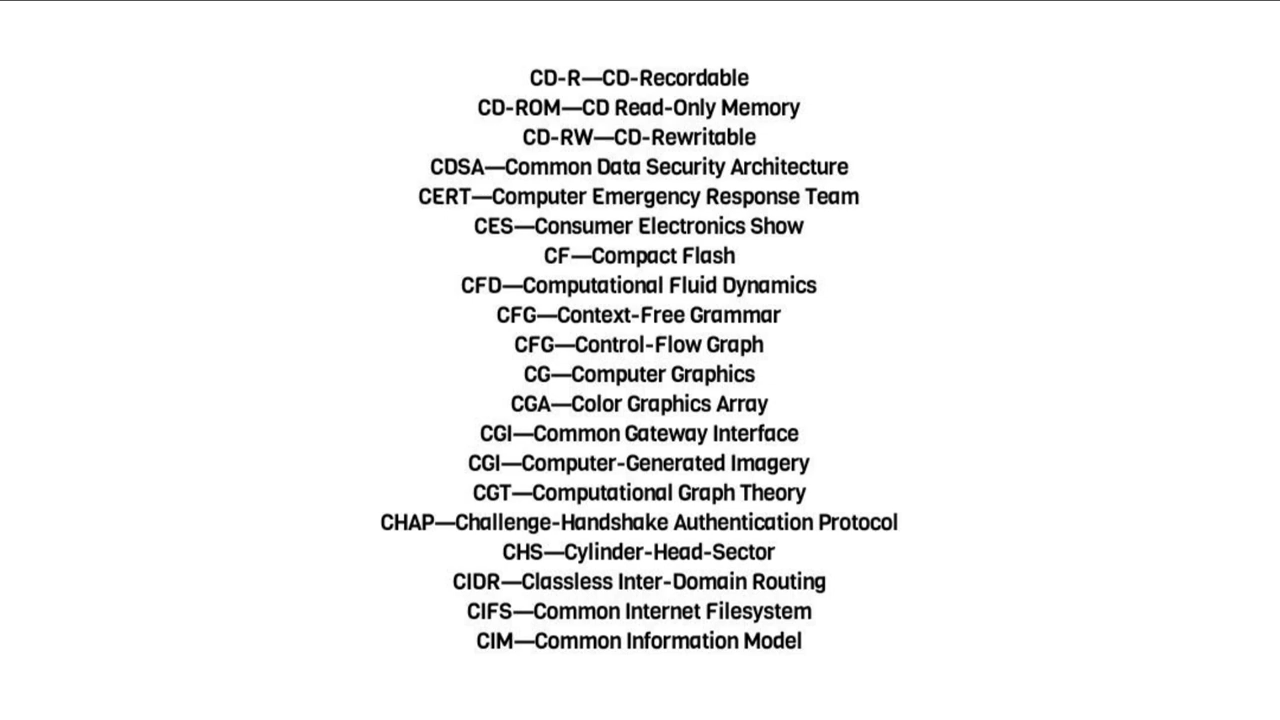 CD-R—CD-Recordable
CD-ROM—CD Read-Only Memory
CD-RW—CD-Rewritable
CDSA—Common Data Security Architecture
CERT—Computer Emergency Response Team
CES—Consumer Electronics Show
CF—Compact Flash
CFD—Computational Fluid Dynamics
CFG—Context-Free Grammar
CFG—Control-Flow Graph
CG—Computer Graphics
CGA—Color Graphics Array
CGI—Common Gateway Interface
CGI—Computer-Generated Imagery
CGT—Computational Graph Theory
CHAP—Challenge-Handshake Authentication Protocol
CHS—Cylinder-Head-Sector
CIDR—Classless Inter-Domain Routing
CIFS—Common Internet Filesystem
CIM—Common Information Model